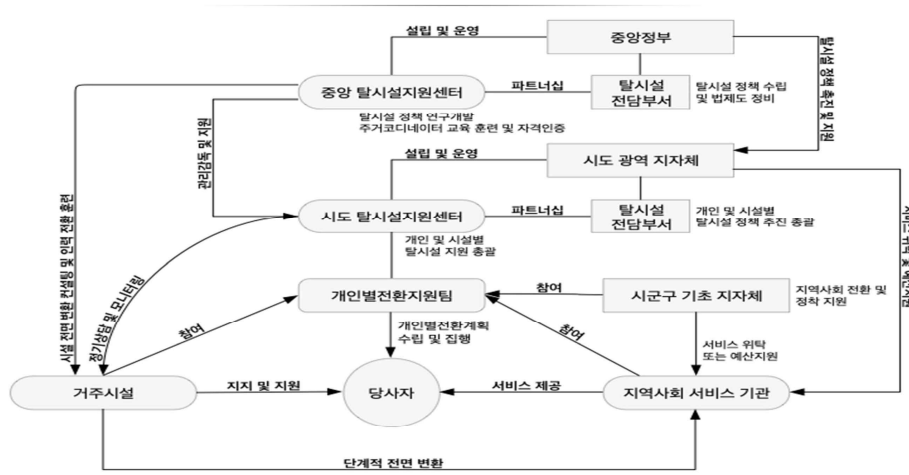 설립 및 운영
중앙정부
탈시설 정책 촉진 및 지원
중앙 탈시설지원센터
파트너십
탈시설
전담부서
탈시설 정책 수립
및 법제도 정비
탈시설 정책 연구개발
주거코디네이터 교육 훈련 및 자격인증
관리감독 및 지원
설립 및 운영
시도 광역 지자체
시도 탈시설지원센터
파트너십
탈시설
전담부서
개인 및 시설별
탈시설 정책 추진 총괄
개인 및 시설별
탈시설 지원 총괄
시설 전면 변환 컨설팅 및 인력 전환 훈련
정기상담 및 모니터링
참여
개인별전환지원팀
참여
시군구 기초 지자체
지역사회 전환 및
정착 지원
개인별전환계획
수립 및 집행
참여
서비스 위탁
또는 예산지원
거주시설
지지 및 지원
당사자
서비스 제공
지역사회 서비스 기관
단계적 전면 변환